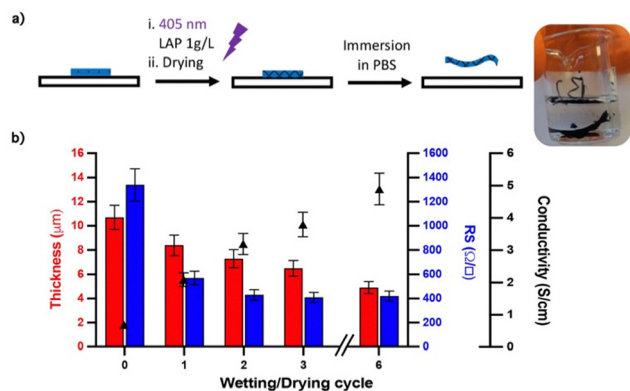 a)
i. 405 nm
LAP 1g/L
ii. Drying
Immersion
in PBS
b)
Thickness (μm)
16
14
12
10
8
6
4
2
0
1600
1400
1200
1000
800
600
400
200
0
RS (Ω/□)
6
5
4
3
2
1
0
Conductivity (S/cm)
0 1 2 3 6
Wetting/Drying cycle